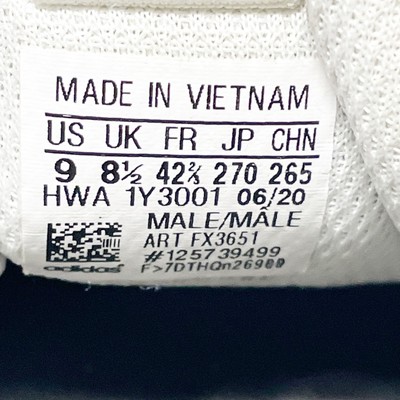 MADE IN VIETNAM
US UK FR JP CHN
9 8½ 42⅔ 270 265
HWA 1Y3001 06/20
MALE/MÂLE
ART FX3651
#125739499
adidas